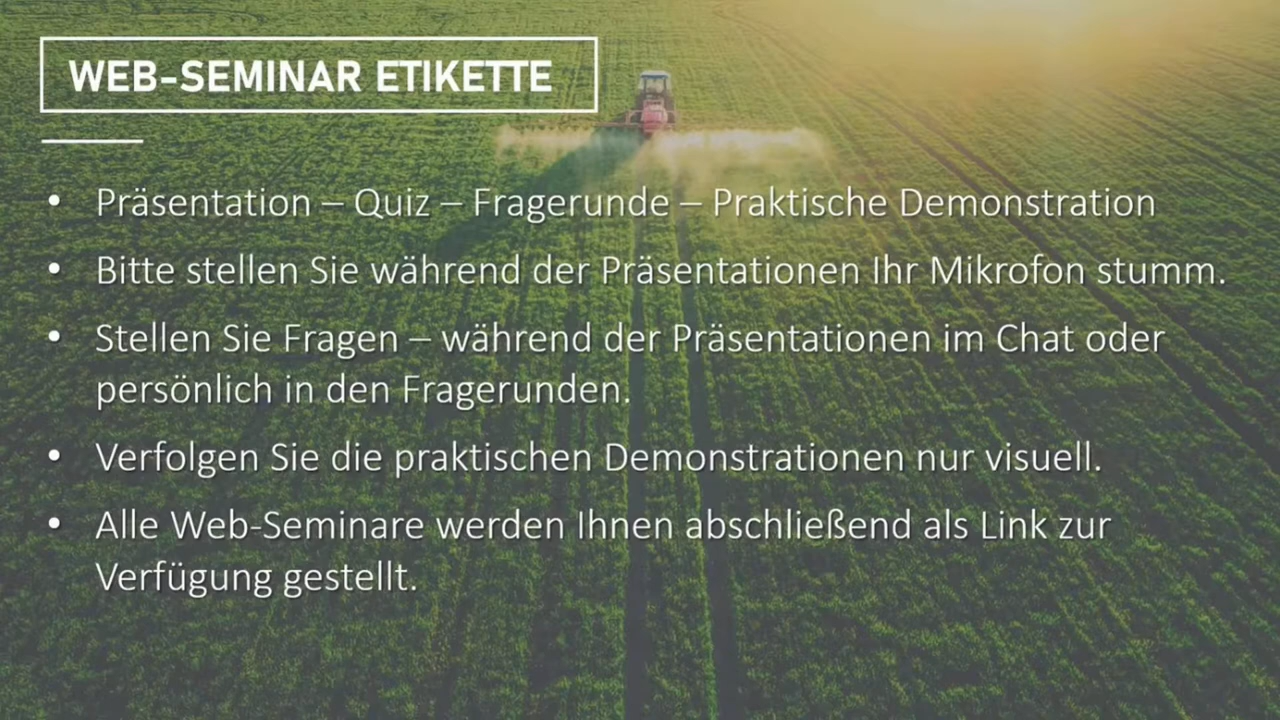 WEB-SEMINAR ETIKETTE
• Präsentation – Quiz – Fragerunde – Praktische Demonstration
• Bitte stellen Sie während der Präsentationen Ihr Mikrofon stumm.
• Stellen Sie Fragen – während der Präsentationen im Chat oder
persönlich in den Fragerunden.
• Verfolgen Sie die praktischen Demonstrationen nur visuell.
• Alle Web-Seminare werden Ihnen abschließend als Link zur
Verfügung gestellt.